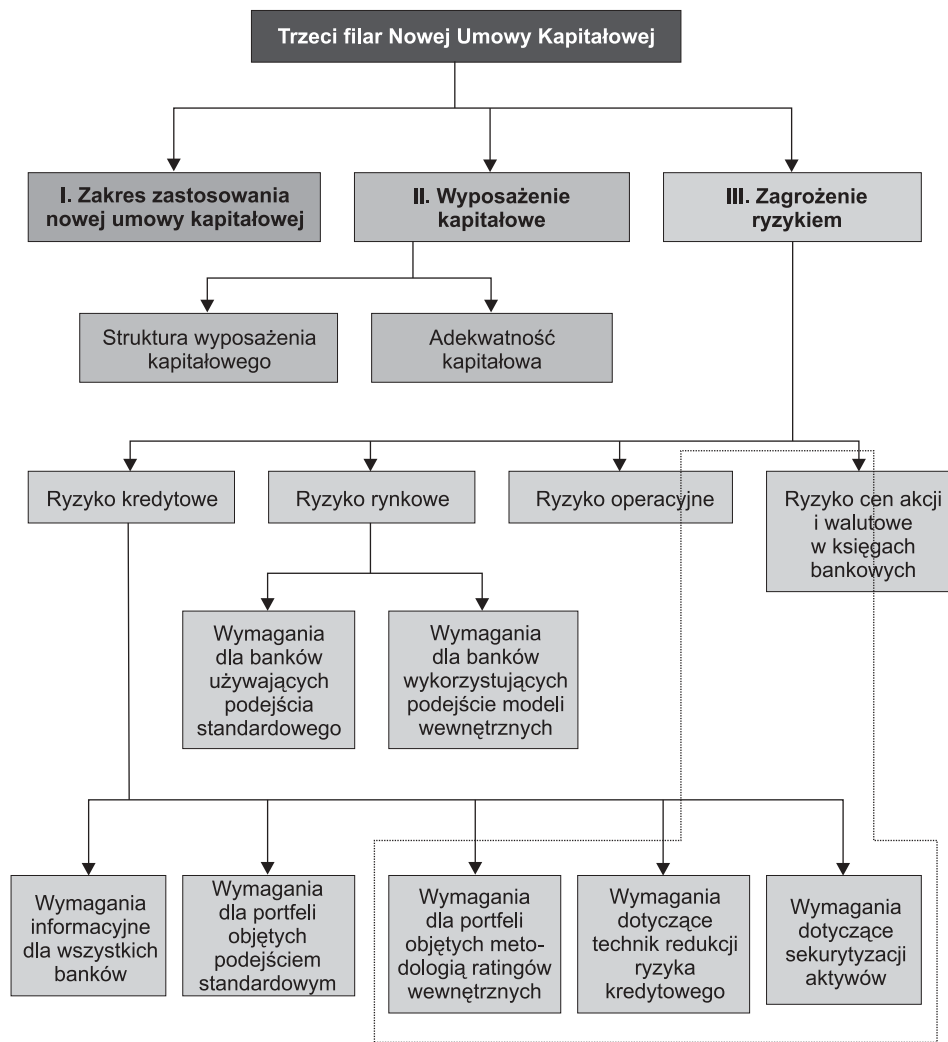 Trzeci filar Nowej Umowy Kapitałowej
I. Zakres zastosowania
nowej umowy kapitałowej
II. Wyposażenie
kapitałowe
III. Zagrożenie
ryzykiem
Struktura wyposażenia
kapitałowego
Adekwatność
kapitałowa
Ryzyko kredytowe
Ryzyko rynkowe
Ryzyko operacyjne
Ryzyko cen akcji
i walutowe
w księgach
bankowych
Wymagania
dla banków
używających
podejścia
standardowego
Wymagania
dla banków
wykorzystujących
podejście modeli
wewnętrznych
Wymagania
informacyjne
dla wszystkich
banków
Wymagania
dla portfeli
objętych
podejściem
standardowym
Wymagania
dla portfeli
objętych meto-
dologią ratingów
wewnętrznych
Wymagania
dotyczące
technik redukcji
ryzyka
kredytowego
Wymagania
dotyczące
sekurytyzacji
aktywów